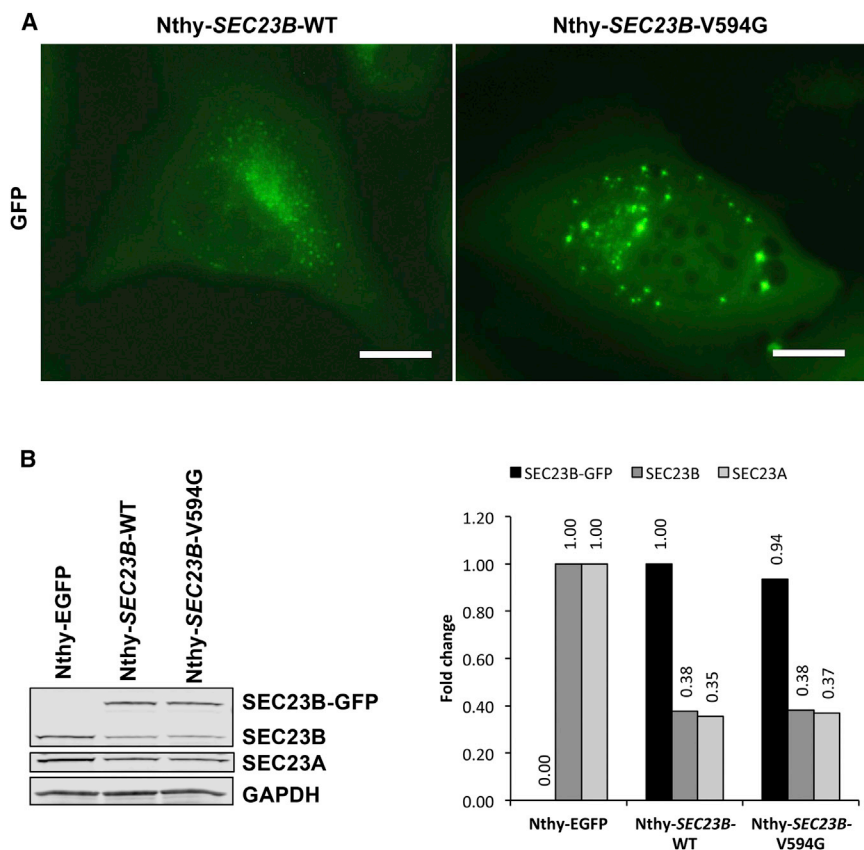 A
Nthy-SEC23B-WT
Nthy-SEC23B-V594G
GFP
B
Nthy-EGFP
Nthy-SEC23B-WT
Nthy-SEC23B-V594G
SEC23B-GFP
SEC23B
SEC23A
GAPDH
SEC23B-GFP SEC23B SEC23A
Fold change
1.20
1.00
0.80
0.60
0.40
0.20
0.00
0.00
1.00
1.00
1.00
0.38
0.35
0.94
0.38
0.37
Nthy-EGFP
Nthy-SEC23B-
WT
Nthy-SEC23B-
V594G